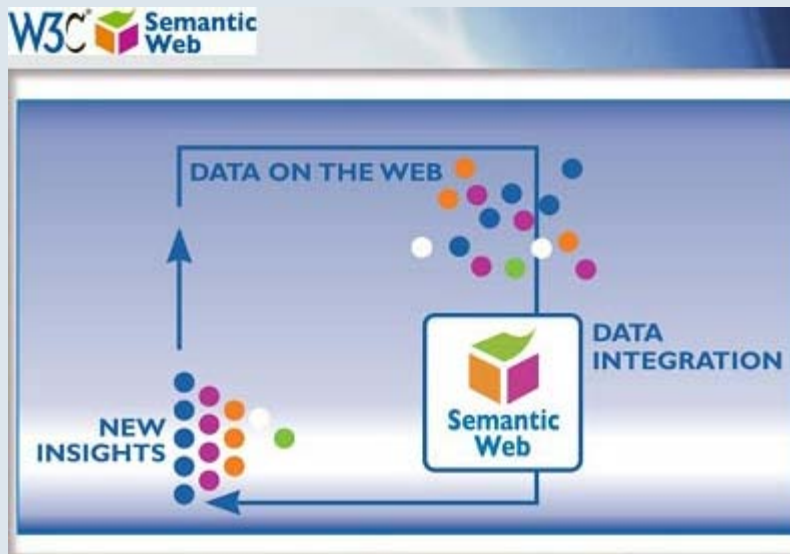 W3C® Semantic
Web
DATA ON THE WEB
DATA
INTEGRATION
Semantic
Web
NEW
INSIGHTS